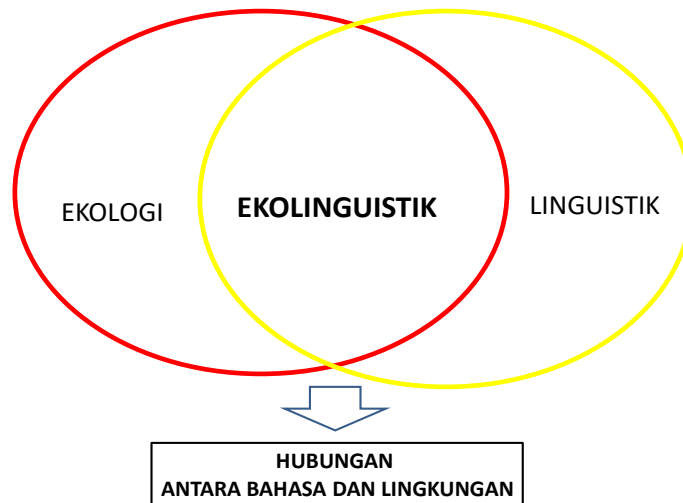 EKOLOGI
EKOLINGUISTIK
LINGUISTIK
HUBUNGAN
ANTARA BAHASA DAN LINGKUNGAN